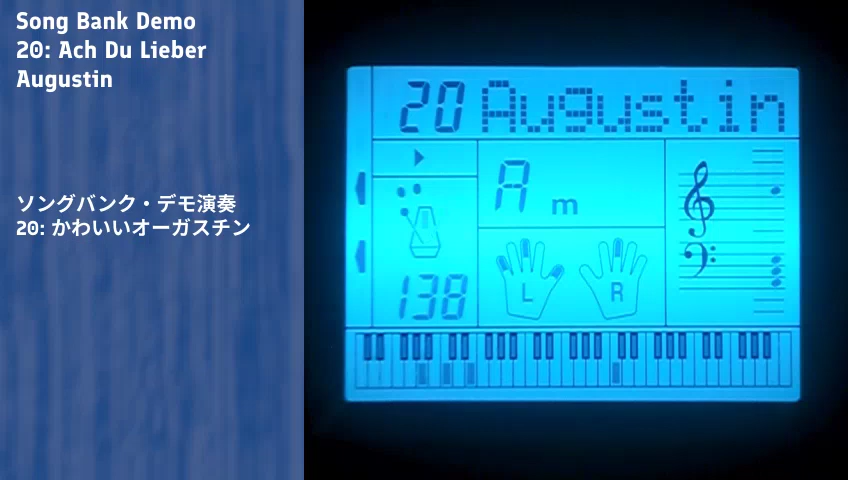 Song Bank Demo
20: Ach Du Lieber
Augustin
ソングバンク・デモ演奏
20: かわいいオーガスチン
20 Augustin
A m
138
L R